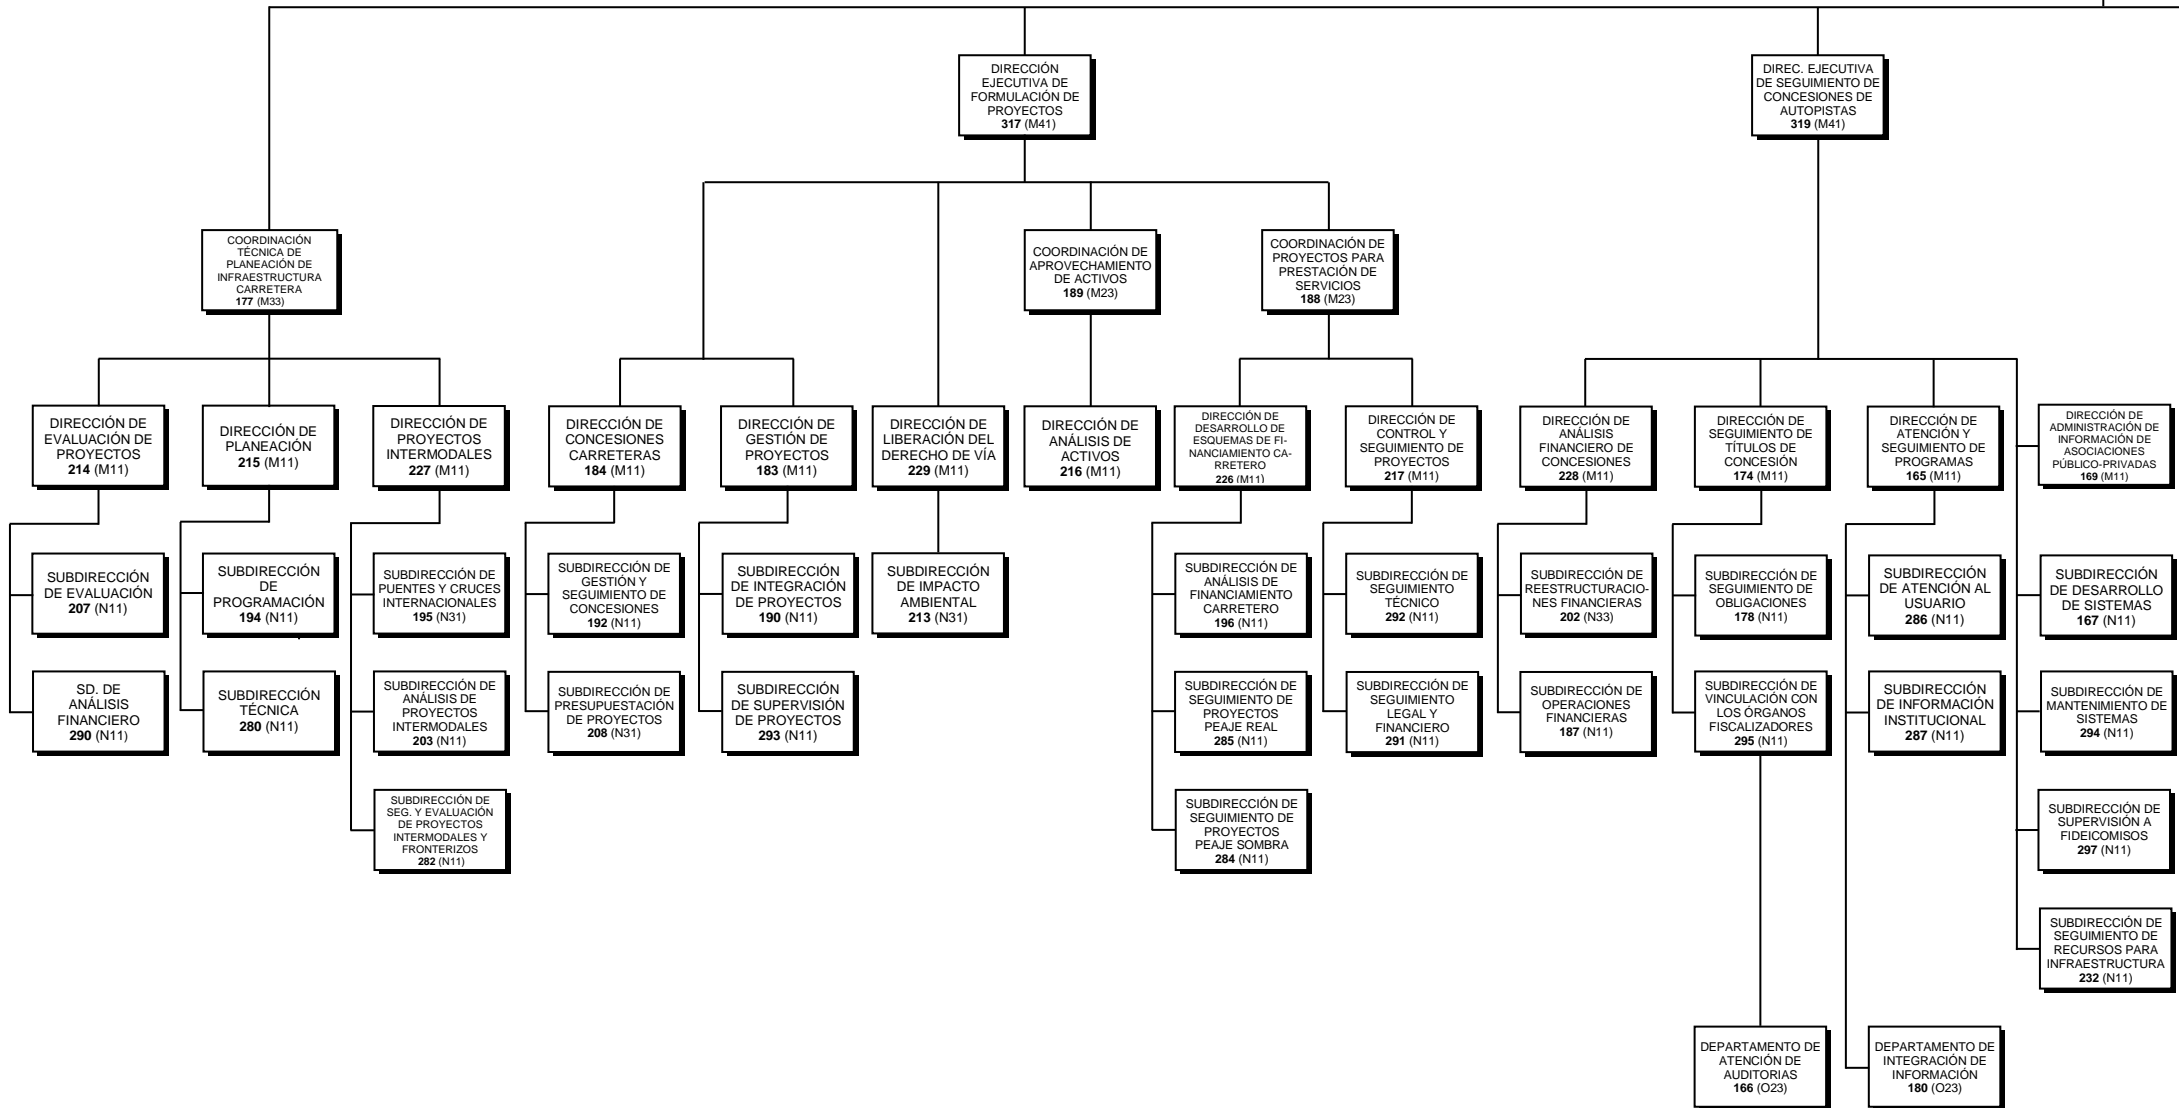 DIRECCIÓN
EJECUTIVA DE
FORMULACIÓN DE
PROYECTOS
317 (M41)
DIREC. EJECUTIVA
DE SEGUIMIENTO DE
CONCESIONES DE
AUTOPISTAS
319 (M41)
COORDINACIÓN
TÉCNICA DE
PLANEACIÓN DE
INFRAESTRUCTURA
CARRETERA
177 (M33)
COORDINACIÓN DE
APROVECHAMIENTO
DE ACTIVOS
189 (M23)
COORDINACIÓN DE
PROYECTOS PARA
PRESTACIÓN DE
SERVICIOS
188 (M23)
DIRECCIÓN DE
EVALUACIÓN DE
PROYECTOS
214 (M11)
DIRECCIÓN DE
PLANEACIÓN
215 (M11)
DIRECCIÓN DE
PROYECTOS
INTERMODALES
227 (M11)
DIRECCIÓN DE
CONCESIONES
CARRETERAS
184 (M11)
DIRECCIÓN DE
GESTIÓN DE
PROYECTOS
183 (M11)
DIRECCIÓN DE
LIBERACIÓN DEL
DERECHO DE VÍA
229 (M11)
DIRECCIÓN DE
ANÁLISIS DE
ACTIVOS
216 (M11)
DIRECCIÓN DE
DESARROLLO DE
ESQUEMAS DE FI-
NANCIAMIENTO CA-
RRETERO
226 (M11)
DIRECCIÓN DE
CONTROL Y
SEGUIMIENTO DE
PROYECTOS
217 (M11)
DIRECCIÓN DE
ANÁLISIS
FINANCIERO DE
CONCESIONES
228 (M11)
DIRECCIÓN DE
SEGUIMIENTO DE
TÍTULOS DE
CONCESIÓN
174 (M11)
DIRECCIÓN DE
ATENCIÓN Y
SEGUIMIENTO DE
PROGRAMAS
165 (M11)
DIRECCIÓN DE
ADMINISTRACIÓN DE
INFORMACIÓN DE
ASOCIACIONES
PÚBLICO-PRIVADAS
169 (M11)
SUBDIRECCIÓN
DE EVALUACIÓN
207 (N11)
SUBDIRECCIÓN
DE
PROGRAMACIÓN
194 (N11)
SUBDIRECCIÓN DE
PUENTES Y CRUCES
INTERNACIONALES
195 (N31)
SUBDIRECCIÓN DE
GESTIÓN Y
SEGUIMIENTO DE
CONCESIONES
192 (N11)
SUBDIRECCIÓN
DE INTEGRACIÓN
DE PROYECTOS
190 (N11)
SUBDIRECCIÓN
DE IMPACTO
AMBIENTAL
213 (N31)
SUBDIRECCIÓN DE
ANÁLISIS DE
FINANCIAMIENTO
CARRETERO
196 (N11)
SUBDIRECCIÓN DE
SEGUIMIENTO
TÉCNICO
292 (N11)
SUBDIRECCIÓN DE
REESTRUCTURACIO-
NES FINANCIERAS
202 (N33)
SUBDIRECCIÓN DE
SEGUIMIENTO DE
OBLIGACIONES
178 (N11)
SUBDIRECCIÓN
DE ATENCIÓN AL
USUARIO
286 (N11)
SUBDIRECCIÓN
DE DESARROLLO
DE SISTEMAS
167 (N11)
SD. DE
ANÁLISIS
FINANCIERO
290 (N11)
SUBDIRECCIÓN
TÉCNICA
280 (N11)
SUBDIRECCIÓN DE
ANÁLISIS DE
PROYECTOS
INTERMODALES
203 (N11)
SUBDIRECCIÓN DE
PRESUPUESTACIÓN
DE PROYECTOS
208 (N31)
SUBDIRECCIÓN
DE SUPERVISIÓN
DE PROYECTOS
293 (N11)
SUBDIRECCIÓN DE
SEGUIMIENTO DE
PROYECTOS
PEAJE REAL
285 (N11)
SUBDIRECCIÓN DE
SEGUIMIENTO
LEGAL Y
FINANCIERO
291 (N11)
SUBDIRECCIÓN DE
OPERACIONES
FINANCIERAS
187 (N11)
SUBDIRECCIÓN DE
VINCULACIÓN CON
LOS ÓRGANOS
FISCALIZADORES
295 (N11)
SUBDIRECCIÓN
DE INFORMACIÓN
INSTITUCIONAL
287 (N11)
SUBDIRECCIÓN DE
MANTENIMIENTO DE
SISTEMAS
294 (N11)
SUBDIRECCIÓN DE
SEG. Y EVALUACIÓN
DE PROYECTOS
INTERMODALES Y
FRONTERIZOS
282 (N11)
SUBDIRECCIÓN DE
SEGUIMIENTO DE
PROYECTOS
PEAJE SOMBRA
284 (N11)
SUBDIRECCIÓN DE
SUPERVISIÓN A
FIDEICOMISOS
297 (N11)
SUBDIRECCIÓN DE
SEGUIMIENTO DE
RECURSOS PARA
INFRAESTRUCTURA
232 (N11)
DEPARTAMENTO DE
ATENCIÓN DE
AUDITORIAS
166 (O23)
DEPARTAMENTO DE
INTEGRACIÓN DE
INFORMACIÓN
180 (O23)